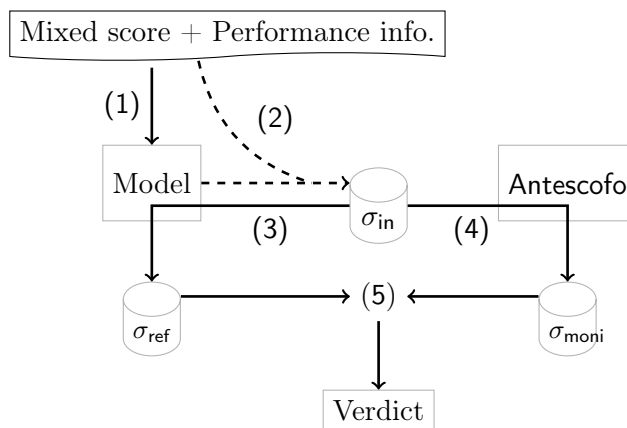 Mixed score + Performance info.
(1)
(2)
Model
Antescofo
σin
(3)
(4)
σref
(5)
σmoni
Verdict